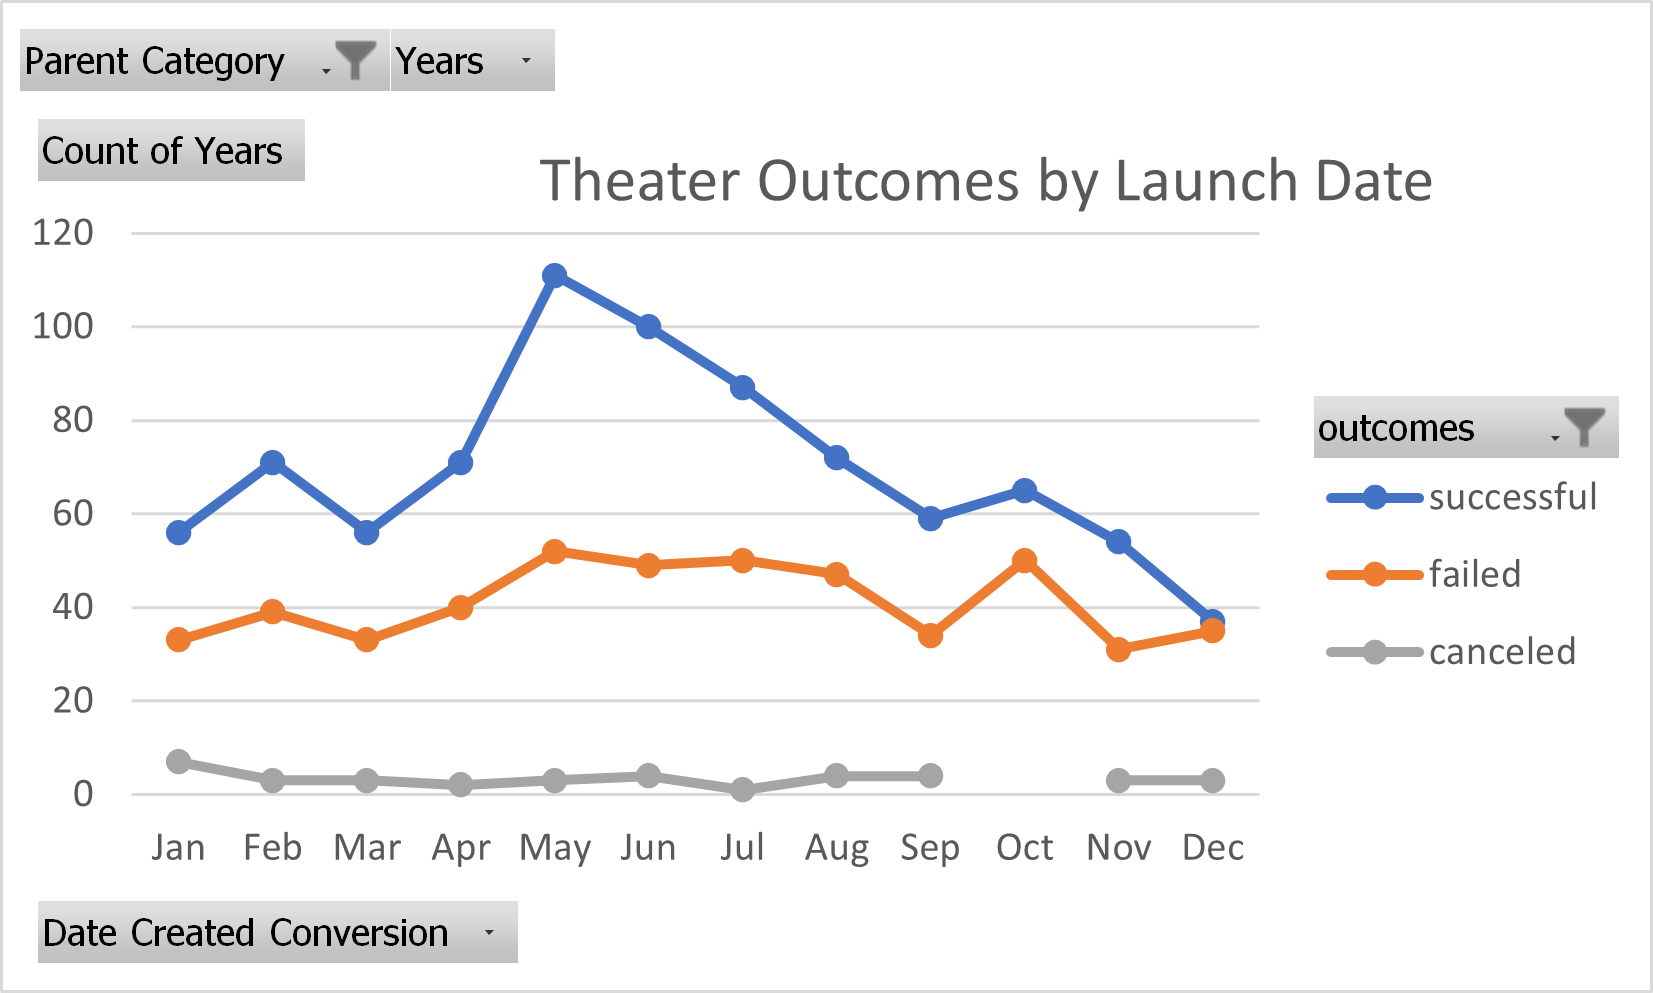 Parent Category Years
Count of Years
Theater Outcomes by Launch Date
120
100
80
60
40
20
0
Jan Feb Mar Apr May Jun Jul Aug Sep Oct Nov Dec
outcomes
successful
failed
canceled
Date Created Conversion